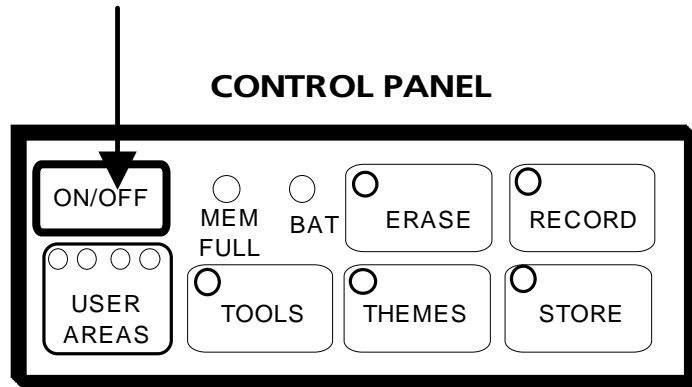 CONTROL PANEL
ON/OFF
MEM
FULL
BAT
ERASE
RECORD
USER
AREAS
TOOLS
THEMES
STORE